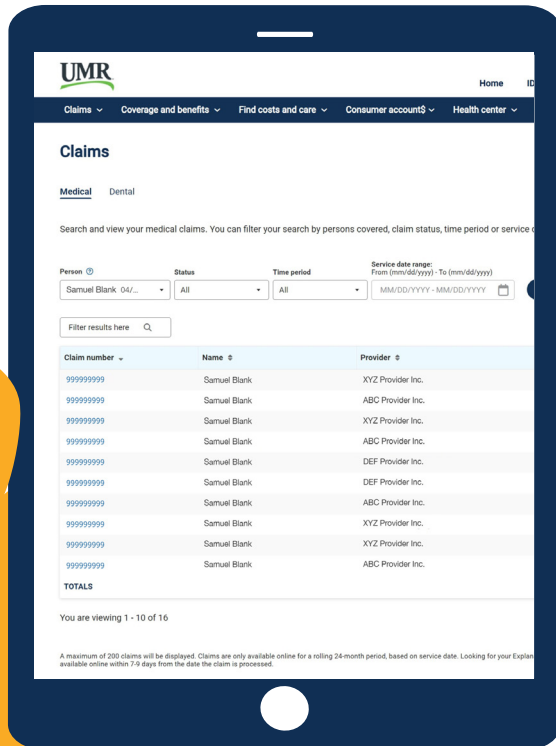 UMR
Home ID
Claims Coverage and benefits Find costs and care Consumer account$ Health center
Claims
Medical Dental
Search and view your medical claims. You can filter your search by persons covered, claim status, time period or service
Person Status Time period Service date range:
From (mm/dd/yyyy) - To (mm/dd/yyyy)
Samuel Blank 04/... All All MM/DD/YYYY - MM/DD/YYYY
Filter results here
Claim number Name Provider
999999999 Samuel Blank XYZ Provider Inc.
999999999 Samuel Blank ABC Provider Inc.
999999999 Samuel Blank XYZ Provider Inc.
999999999 Samuel Blank ABC Provider Inc.
999999999 Samuel Blank DEF Provider Inc.
999999999 Samuel Blank DEF Provider Inc.
999999999 Samuel Blank ABC Provider Inc.
999999999 Samuel Blank XYZ Provider Inc.
999999999 Samuel Blank XYZ Provider Inc.
999999999 Samuel Blank ABC Provider Inc.
TOTALS
You are viewing 1 - 10 of 16
A maximum of 200 claims will be displayed. Claims are only available online for a rolling 24-month period, based on service date. Looking for your Explan
available online within 7-9 days from the date the claim is processed.